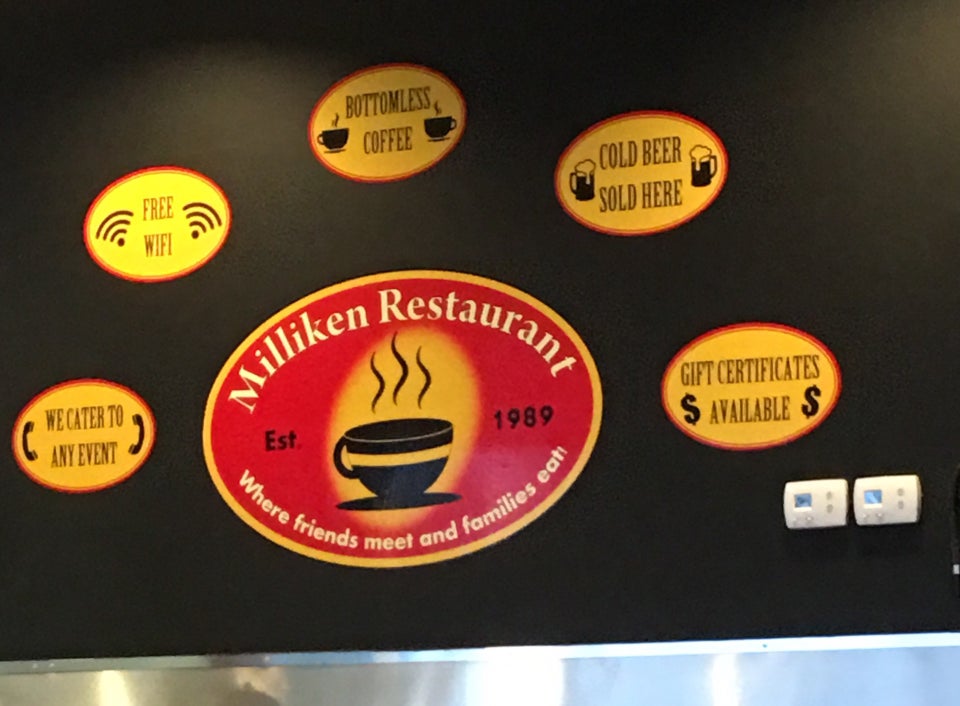 BOTTOMLESS
COFFEE
COLD BEER
SOLD HERE
FREE
WIFI
Milliken Restaurant
Est. 1989
Where friends meet and families eat!
GIFT CERTIFICATES
$ AVAILABLE $
WE CATER TO
ANY EVENT